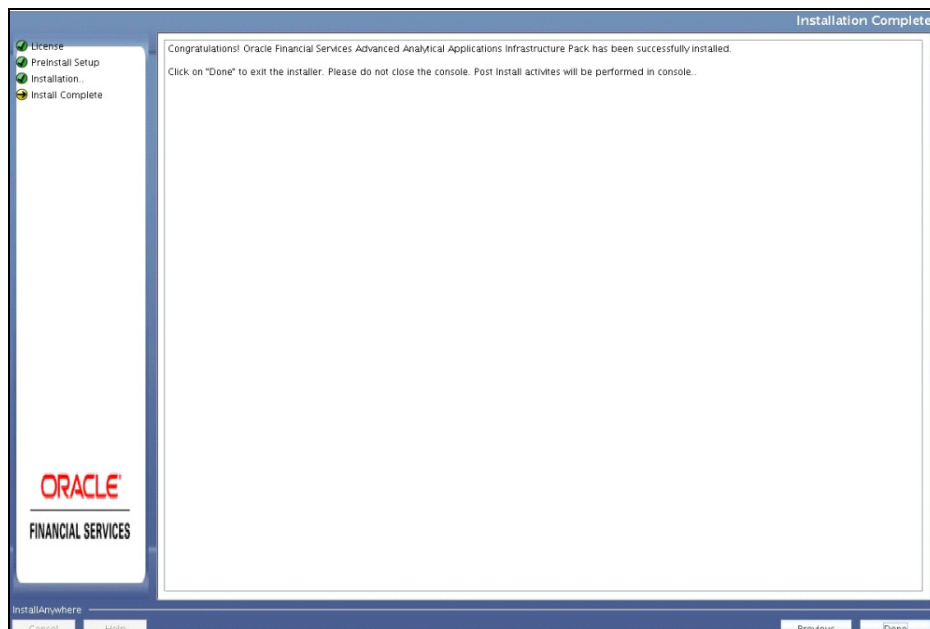 Installation Complete
License
PreInstall Setup
Installation..
Install Complete
Congratulations! Oracle Financial Services Advanced Analytical Applications Infrastructure Pack has been successfully installed.
Click on "Done" to exit the installer. Please do not close the console. Post Install activites will be performed in console..
ORACLE
FINANCIAL SERVICES
InstallAnywhere
Cancel
Help
Previous
Done